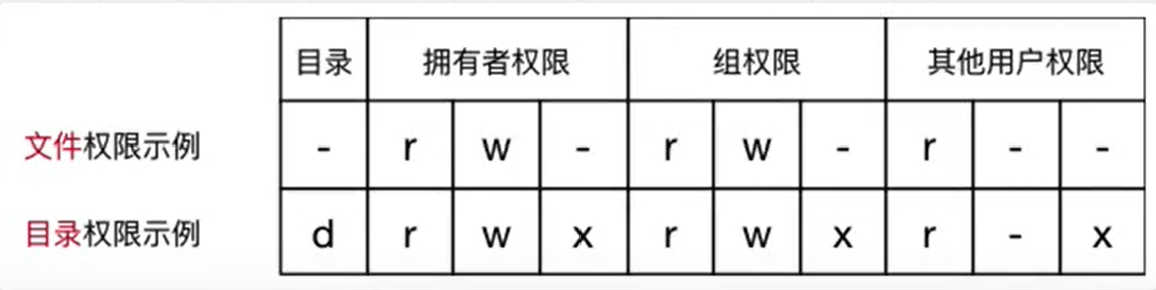 目录 拥有者权限 组权限 其他用户权限
文件权限示例 - r w - r w - r - -
目录权限示例 d r w x r w x r - x